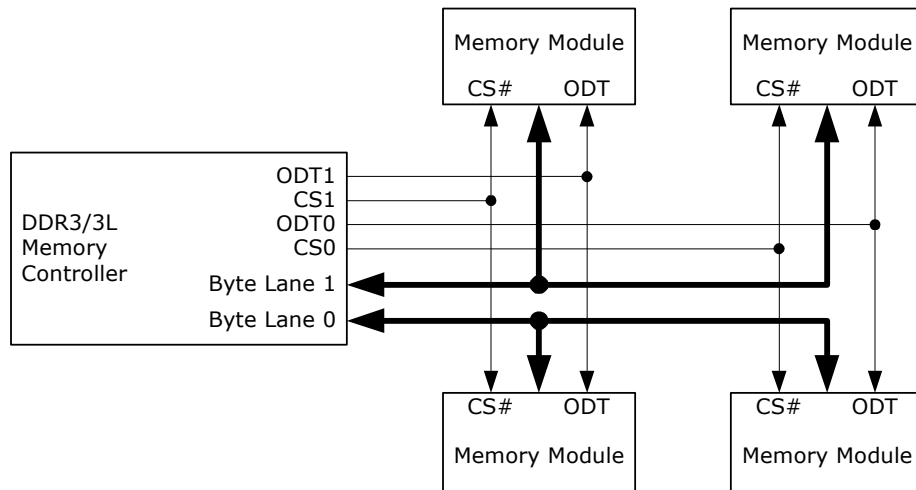 Memory Module
CS# ODT
Memory Module
CS# ODT
DDR3/3L
Memory
Controller
ODT1
CS1
ODT0
CS0
Byte Lane 1
Byte Lane 0
CS# ODT
Memory Module
CS# ODT
Memory Module